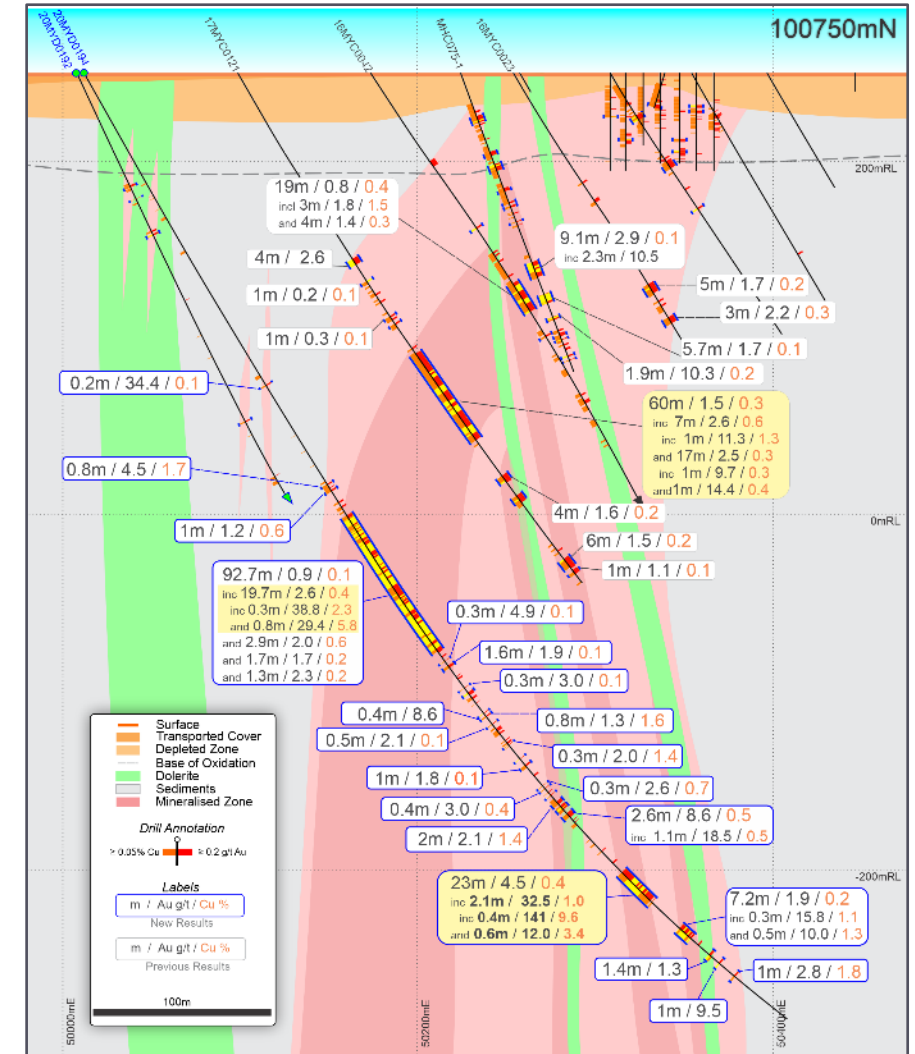 100750mN
20MYD0192
20MYD0194
17MYC0121
16MYC0042
MHC075-1
16MYC0023
200mRL
19m / 0.8 / 0.4
incl 3m / 1.8 / 1.5
and 4m / 1.4 / 0.3
9.1m / 2.9 / 0.1
inc 2.3m / 10.5
4m / 2.6
1m / 0.2 / 0.1
1m / 0.3 / 0.1
5m / 1.7 / 0.2
3m / 2.2 / 0.3
5.7m / 1.7 / 0.1
1.9m / 10.3 / 0.2
0.2m / 34.4 / 0.1
60m / 1.5 / 0.3
inc 7m / 2.6 / 0.6
inc 1m / 11.3 / 1.3
and 17m / 2.5 / 0.3
inc 1m / 9.7 / 0.3
and1m / 14.4 / 0.4
0.8m / 4.5 / 1.7
4m / 1.6 / 0.2
0mRL
1m / 1.2 / 0.6
6m / 1.5 / 0.2
1m / 1.1 / 0.1
92.7m / 0.9 / 0.1
inc 19.7m / 2.6 / 0.4
inc 0.3m / 38.8 / 2.3
and 0.8m / 29.4 / 5.8
and 2.9m / 2.0 / 0.6
and 1.7m / 1.7 / 0.2
and 1.3m / 2.3 / 0.2
0.3m / 4.9 / 0.1
1.6m / 1.9 / 0.1
0.3m / 3.0 / 0.1
0.4m / 8.6
0.8m / 1.3 / 1.6
0.5m / 2.1 / 0.1
0.3m / 2.0 / 1.4
1m / 1.8 / 0.1
0.3m / 2.6 / 0.7
0.4m / 3.0 / 0.4
2.6m / 8.6 / 0.5
inc 1.1m / 18.5 / 0.5
2m / 2.1 / 1.4
-200mRL
23m / 4.5 / 0.4
inc 2.1m / 32.5 / 1.0
inc 0.4m / 141 / 9.6
and 0.6m / 12.0 / 3.4
7.2m / 1.9 / 0.2
inc 0.3m / 15.8 / 1.1
and 0.5m / 10.0 / 1.3
1.4m / 1.3
1m / 2.8 / 1.8
1m / 9.5
Surface
Transported Cover
Depleted Zone
Base of Oxidation
Dolerite
Sediments
Mineralised Zone
Drill Annotation
≥ 0.05% Cu
≥ 0.2 g/t Au
Labels
m / Au g/t / Cu %
New Results
m / Au g/t / Cu %
Previous Results
100m
50000mE
50200mE
50400mE